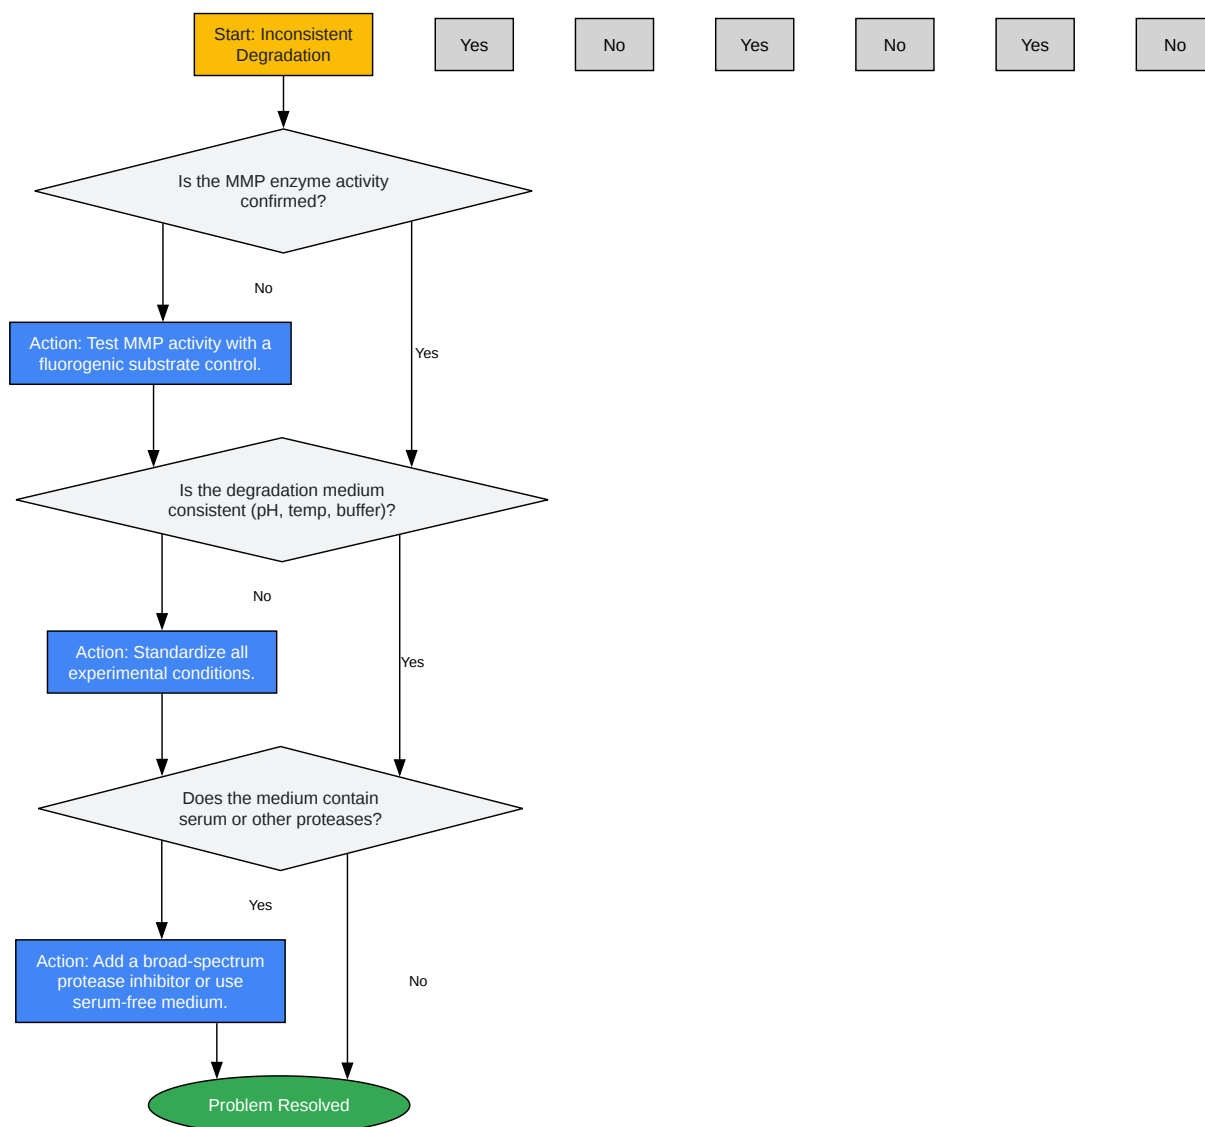 Start: Inconsistent
Degradation
Yes
No
Yes
No
Yes
No
Is the MMP enzyme activity
confirmed?
No
Action: Test MMP activity with a
fluorogenic substrate control.
Yes
Is the degradation medium
consistent (pH, temp, buffer)?
No
Action: Standardize all
experimental conditions.
Yes
Does the medium contain
serum or other proteases?
Yes
Action: Add a broad-spectrum
protease inhibitor or use
serum-free medium.
No
Problem Resolved